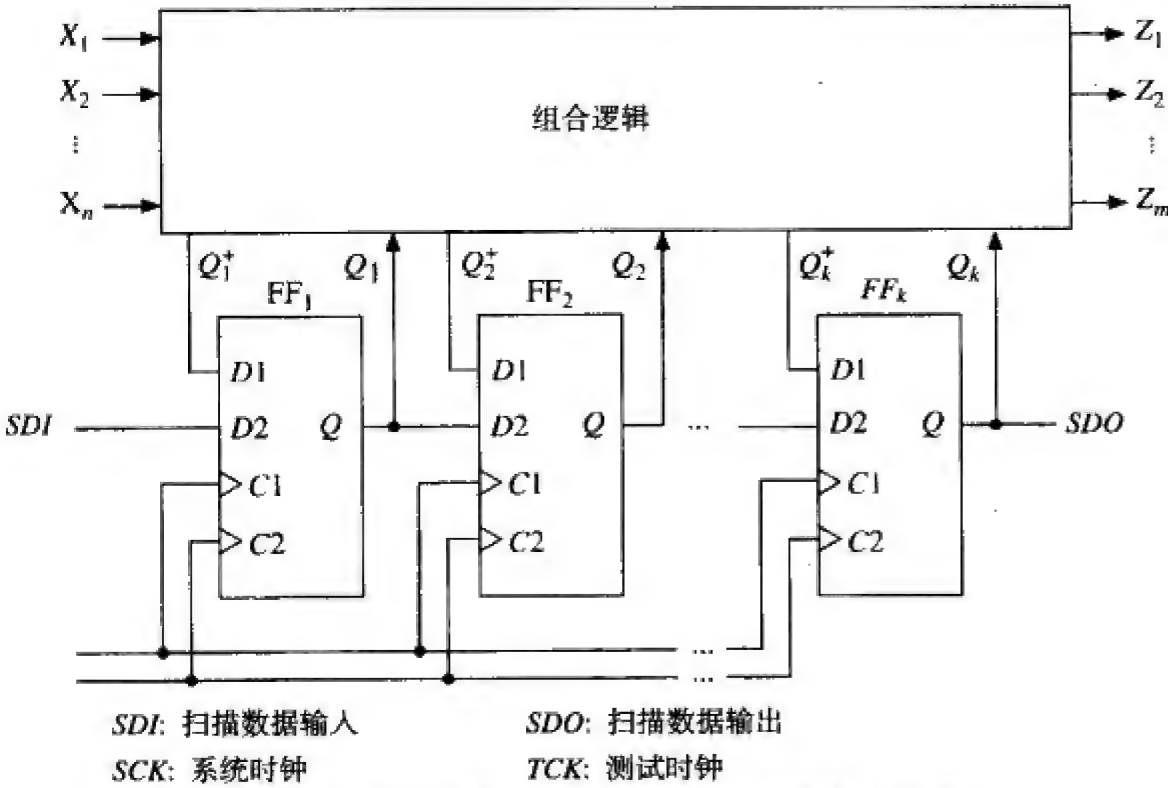 X₁ Z₁
X₂ 组合逻辑 Z₂
⋮ ⋮
Xₙ Zₘ
Q₁⁺ Q₁ Q₂⁺ Q₂ Qₖ⁺ Qₖ
FF₁ FF₂ FFₖ
D1 D1 D1
SDI D2 Q D2 Q ... D2 Q SDO
C1 C1 C1
C2 C2 C2
...
...
SDI: 扫描数据输入 SDO: 扫描数据输出
SCK: 系统时钟 TCK: 测试时钟